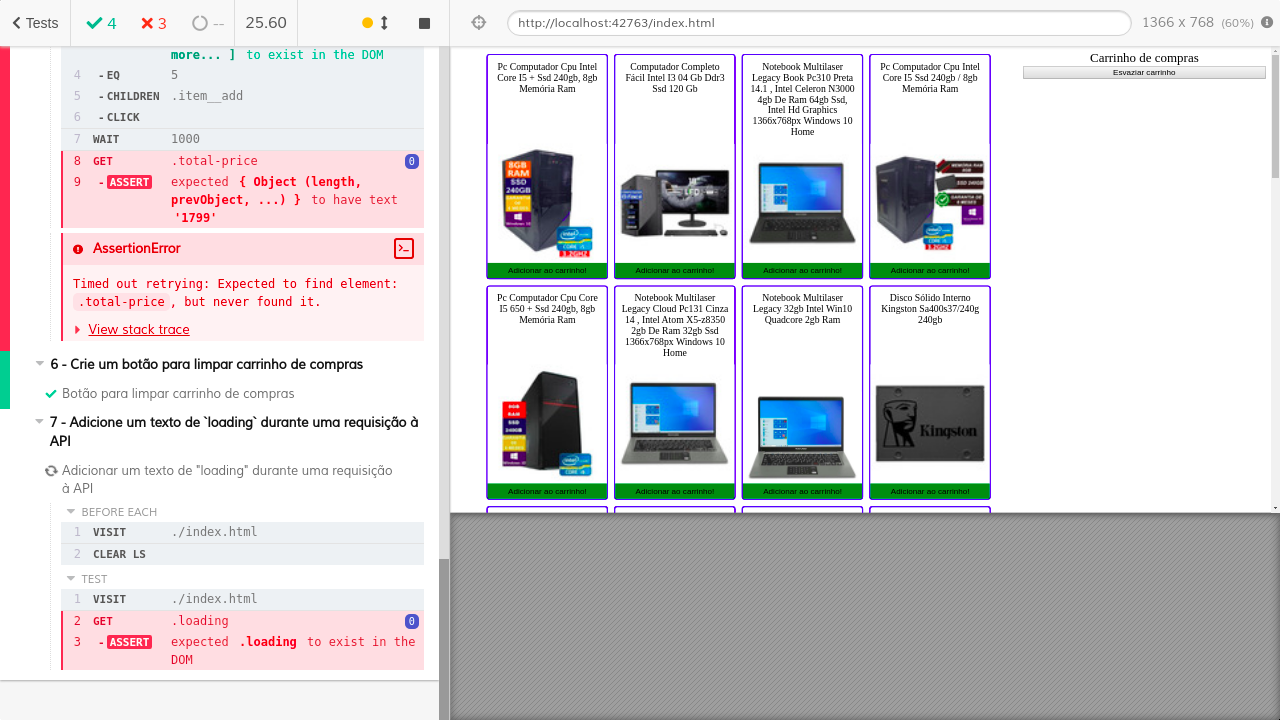 Tests
4
3
--
25.60
http://localhost:42763/index.html
1366 x 768 (60%)
more... ] to exist in the DOM
4 - EQ 5
5 - CHILDREN .item__add
6 - CLICK
7 WAIT 1000
8 GET .total-price 0
9 - ASSERT expected { Object (length,
prevObject, ...) } to have text
'1799'
AssertionError
Timed out retrying: Expected to find element:
.total-price , but never found it.
View stack trace
6 - Crie um botão para limpar carrinho de compras
Botão para limpar carrinho de compras
7 - Adicione um texto de `loading` durante uma requisição à
API
Adicionar um texto de "loading" durante uma requisição
à API
BEFORE EACH
1 VISIT ./index.html
2 CLEAR LS
TEST
1 VISIT ./index.html
2 GET .loading 0
3 - ASSERT expected .loading to exist in the
DOM
Pc Computador Cpu Intel
Core I5 + Ssd 240gb, 8gb
Memória Ram
Adicionar ao carrinho!
Computador Completo
Fácil Intel I3 04 Gb Ddr3
Ssd 120 Gb
Adicionar ao carrinho!
Notebook Multilaser
Legacy Book Pc310 Preta
14.1 , Intel Celeron N3000
4gb De Ram 64gb Ssd,
Intel Hd Graphics
1366x768px Windows 10
Home
Adicionar ao carrinho!
Pc Computador Cpu Intel
Core I5 Ssd 240gb / 8gb
Memória Ram
Adicionar ao carrinho!
Pc Computador Cpu Core
I5 650 + Ssd 240gb, 8gb
Memória Ram
Adicionar ao carrinho!
Notebook Multilaser
Legacy Cloud Pc131 Cinza
14 , Intel Atom X5-z8350
2gb De Ram 32gb Ssd
1366x768px Windows 10
Home
Adicionar ao carrinho!
Notebook Multilaser
Legacy 32gb Intel Win10
Quadcore 2gb Ram
Adicionar ao carrinho!
Disco Sólido Interno
Kingston Sa400s37/240g
240gb
Kingston
Adicionar ao carrinho!
Carrinho de compras
Esvaziar carrinho